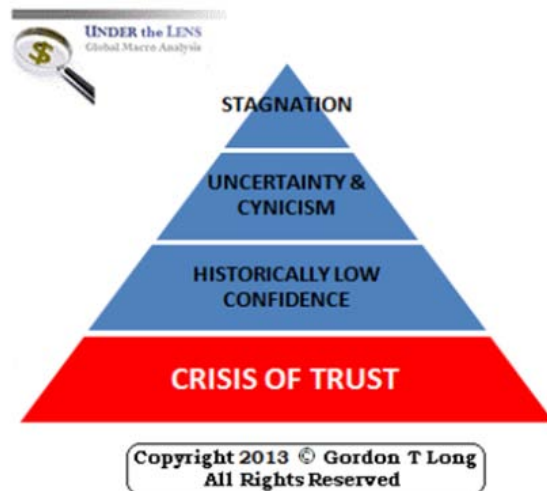 UNDER the LENS
Global Macro Analysis
$
STAGNATION
UNCERTAINTY &
CYNICISM
HISTORICALLY LOW
CONFIDENCE
CRISIS OF TRUST
Copyright 2013 © Gordon T Long
All Rights Reserved